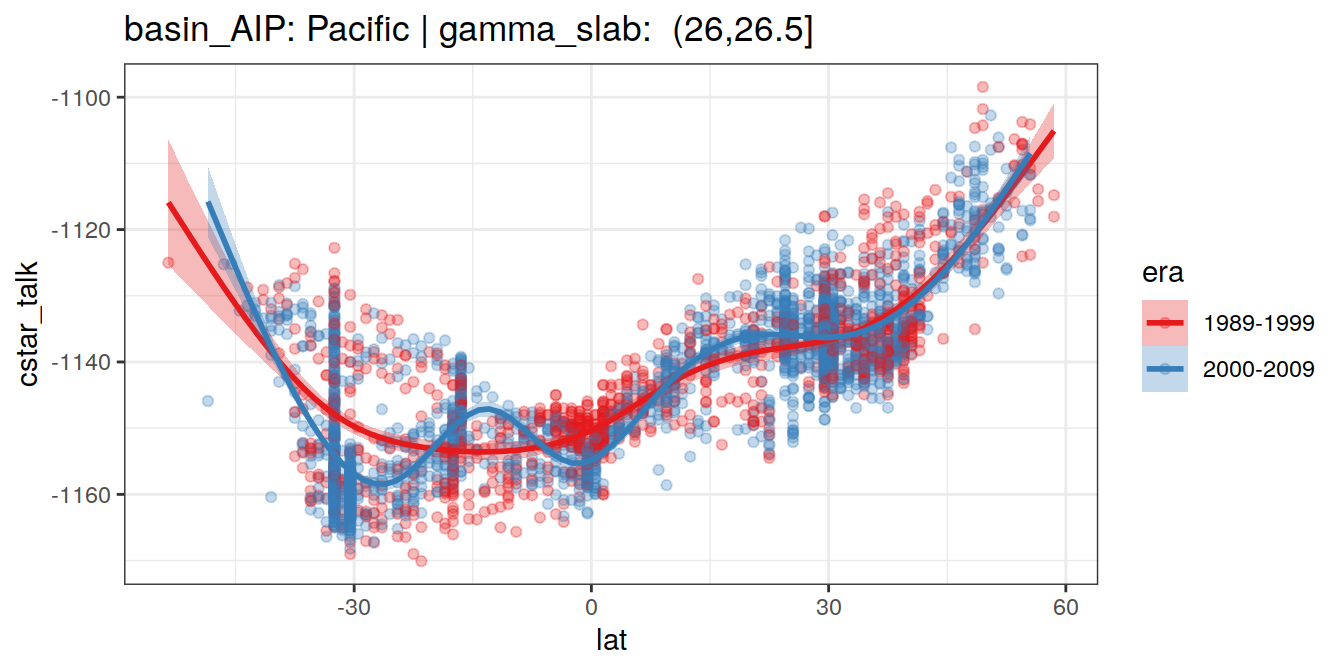 basin_AIP: Pacific | gamma_slab:  (26,26.5]
cstar_talk
-1100
-1120
-1140
-1160
-30
0
30
60
lat
era
1989-1999
2000-2009